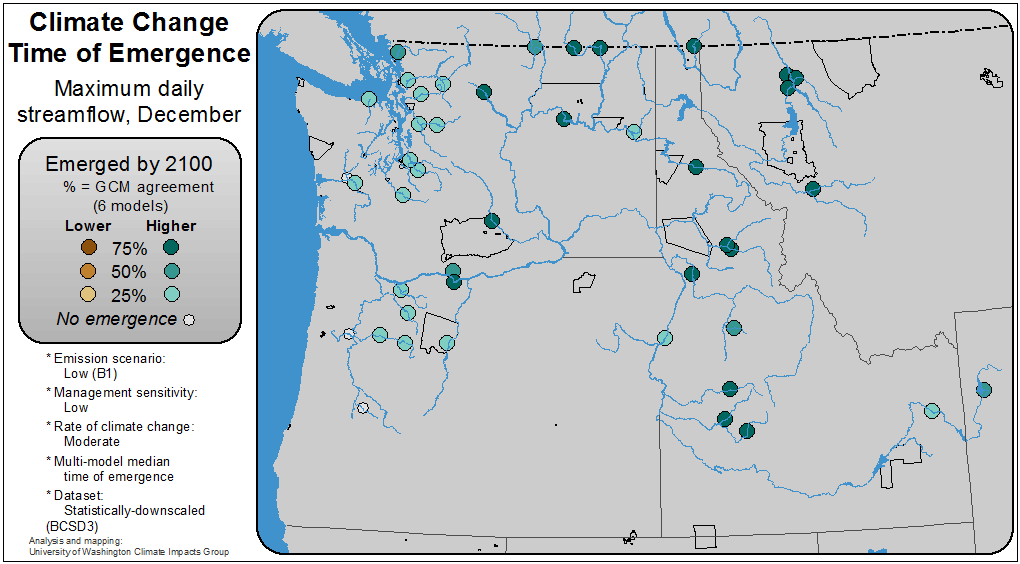 Climate Change
Time of Emergence
Maximum daily
streamflow, December
Emerged by 2100
% = GCM agreement
(6 models)
Lower Higher
75%
50%
25%
No emergence
* Emission scenario:
Low (B1)
* Management sensitivity:
Low
* Rate of climate change:
Moderate
* Multi-model median
time of emergence
* Dataset:
Statistically-downscaled
(BCSD3)
Analysis and mapping:
University of Washington Climate Impacts Group